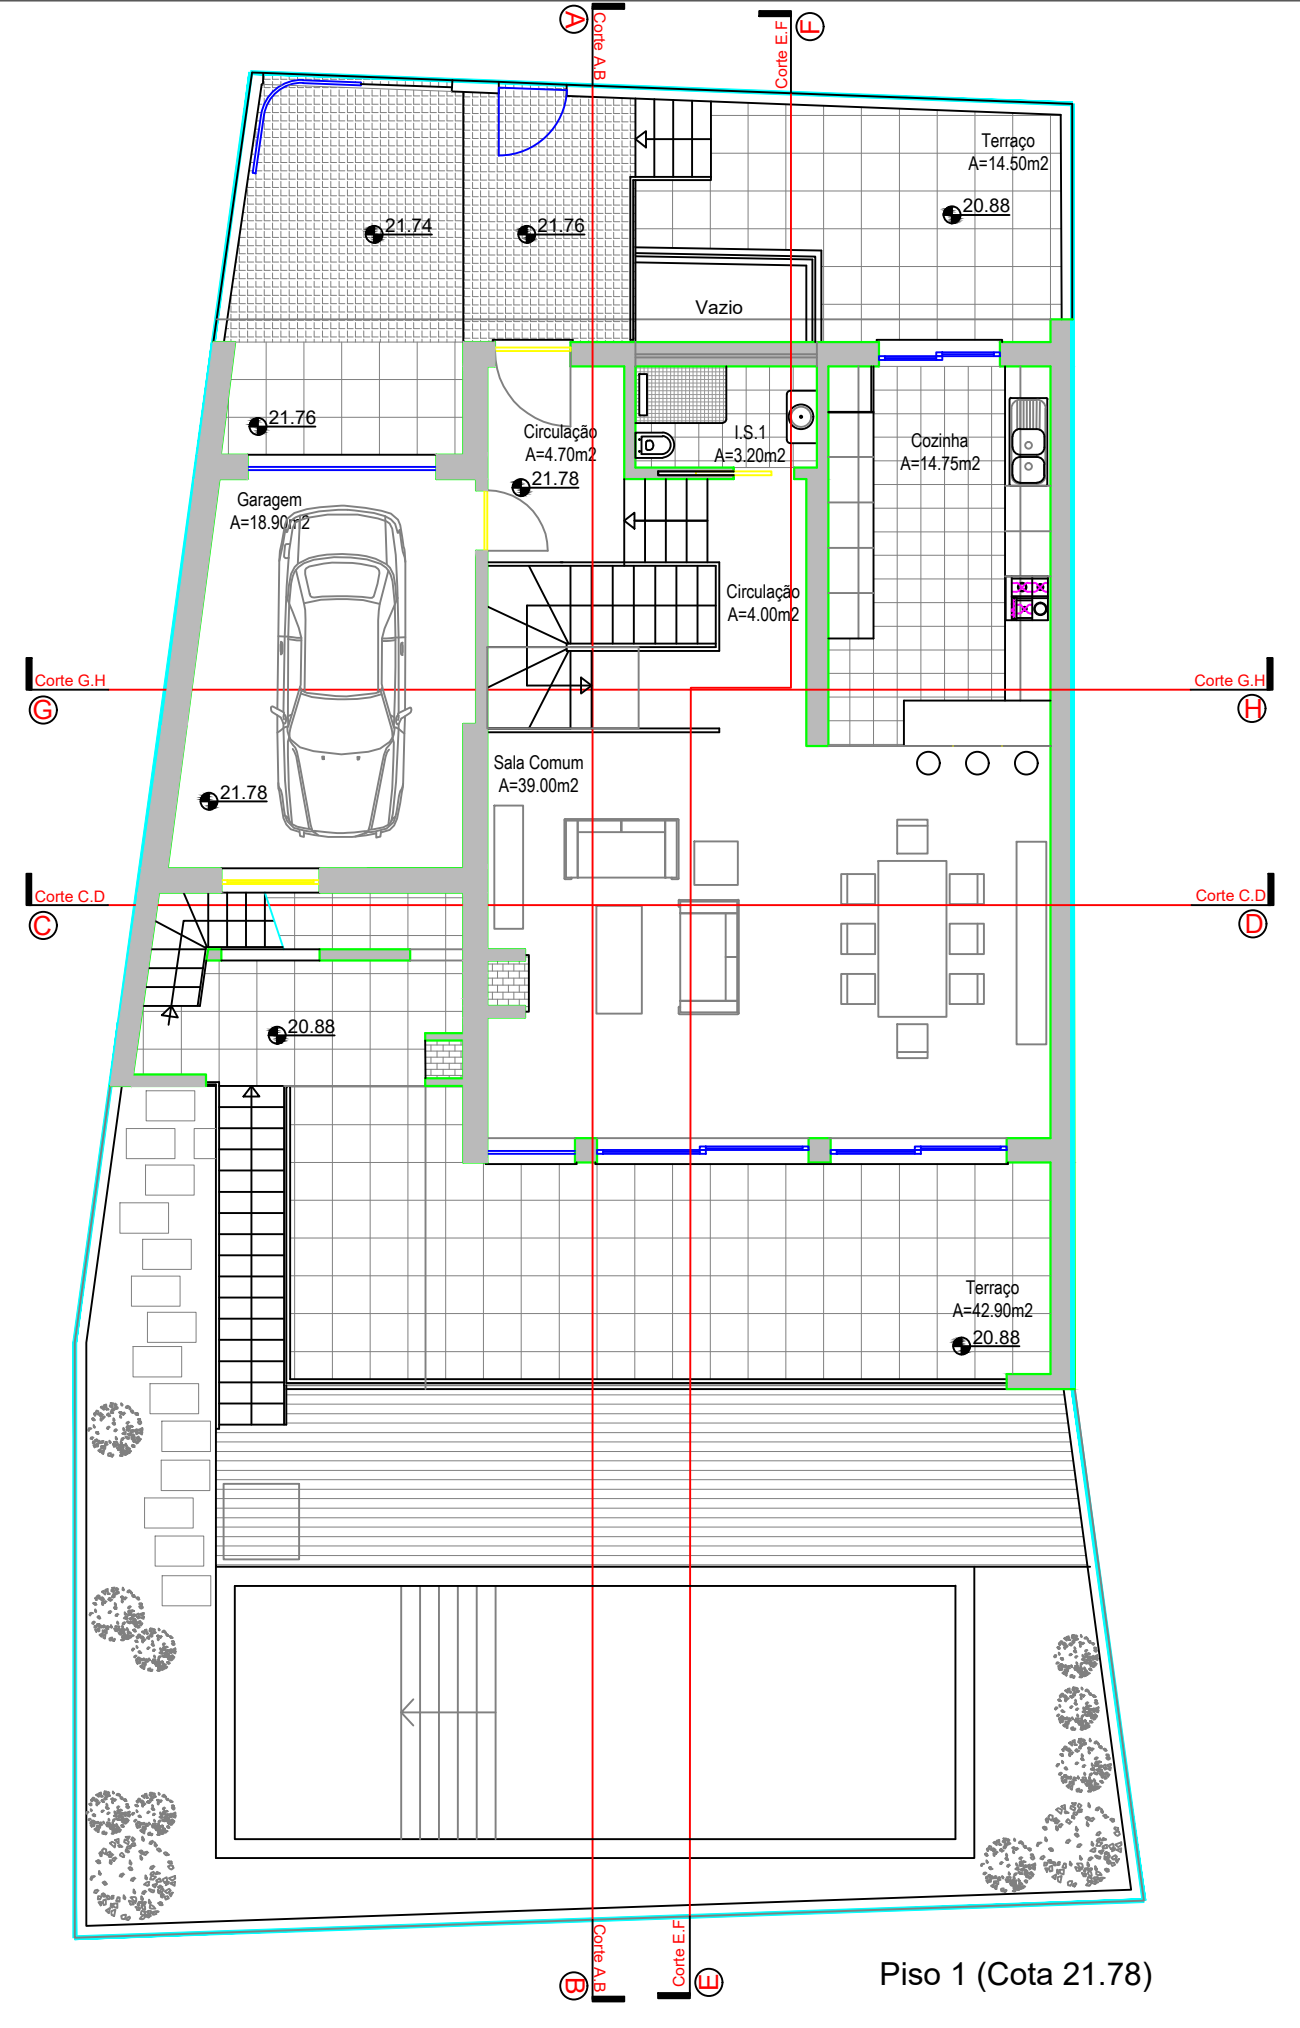 A
Corte A.B
Corte E.F
F
Terraço
A=14.50m2
20.88
21.74
21.76
Vazio
21.76
Circulação
A=4.70m2
21.78
I.S.1
A=3.20m2
Cozinha
A=14.75m2
Garagem
A=18.90m2
Circulação
A=4.00m2
Corte G.H
G
Corte G.H
H
Sala Comum
A=39.00m2
21.78
Corte C.D
C
Corte C.D
D
20.88
Terraço
A=42.90m2
20.88
Corte A.B
B
Corte E.F
E
Piso 1 (Cota 21.78)